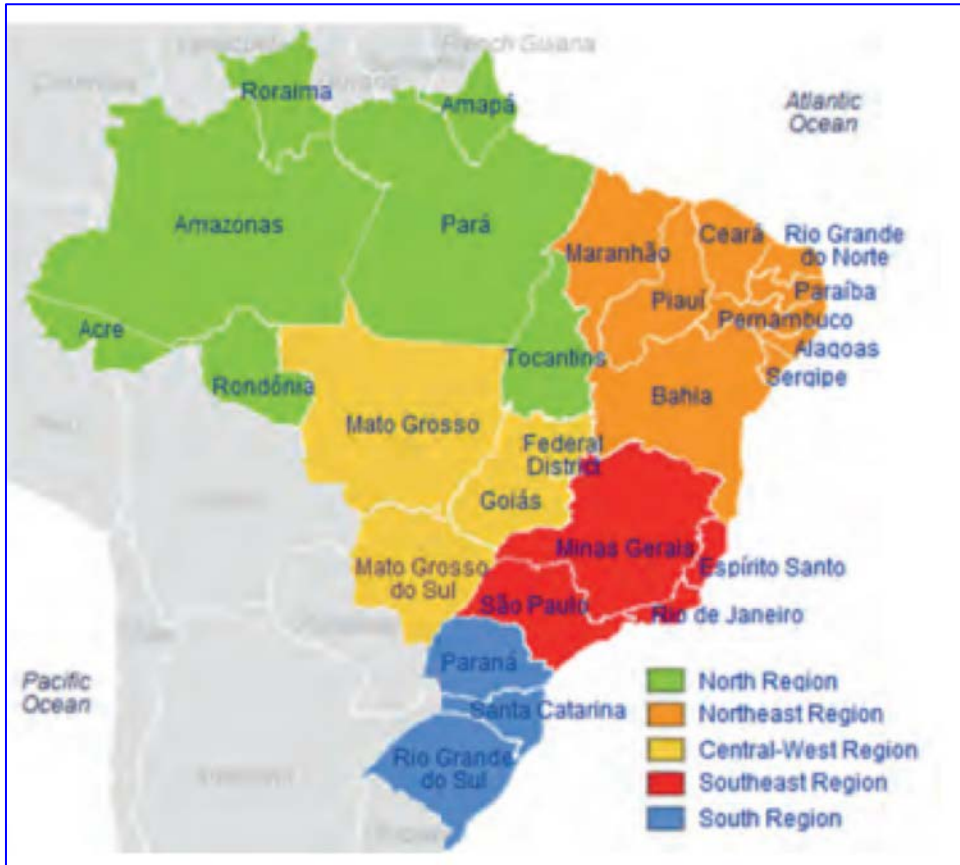 French Guiana
Roraima
Amapá
Atlantic
Ocean
Amazonas
Pará
Maranhão
Ceará
Rio Grande
do Norte
Piauí
Paraíba
Pernambuco
Acre
Tocantins
Alagoas
Rondônia
Sergipe
Bahia
Mato Grosso
Federal
District
Goiás
Minas Gerais
Mato Grosso
do Sul
Espírito Santo
São Paulo
Rio de Janeiro
Paraná
Pacific
Ocean
Santa Catarina
Rio Grande
do Sul
North Region
Northeast Region
Central-West Region
Southeast Region
South Region